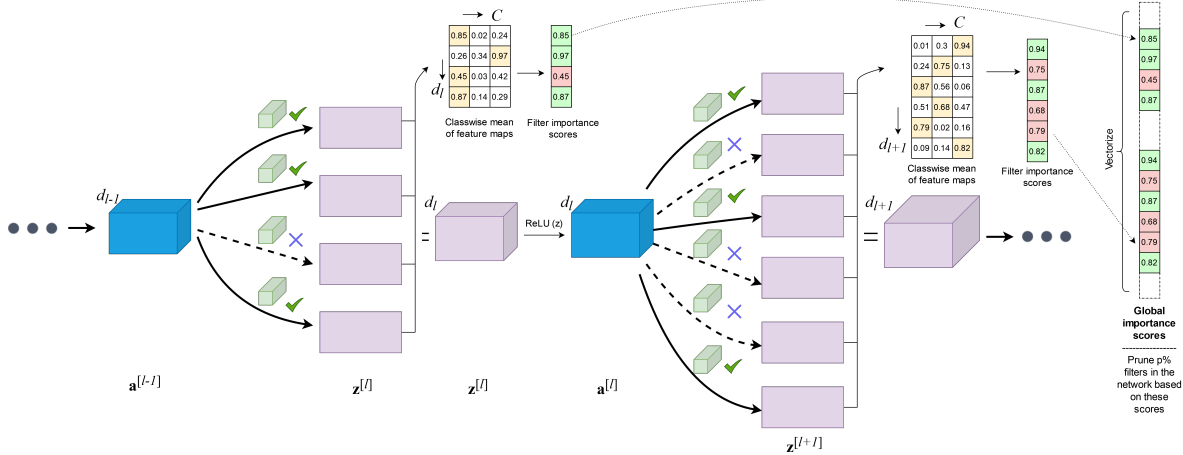 C
0.85 0.02 0.24
0.26 0.34 0.97
0.45 0.03 0.42
0.87 0.14 0.29
d_l
Classwise mean
of feature maps
0.85
0.97
0.45
0.87
Filter importance
scores
C
0.01 0.3 0.94
0.24 0.75 0.13
0.87 0.56 0.06
0.51 0.68 0.47
0.79 0.02 0.16
0.09 0.14 0.82
d_{l+1}
Classwise mean
of feature maps
0.94
0.75
0.87
0.68
0.79
0.82
Filter importance
scores
Vectorize
0.85
0.97
0.45
0.87
0.94
0.75
0.87
0.68
0.79
0.82
Global
importance
scores
Prune p%
filters in the
network based
on these
scores
d_{l-1}
d_l
=
ReLU (z)
d_l
d_{l+1}
=
a^{[l-1]}
z^{[l]}
z^{[l]}
a^{[l]}
z^{[l+1]}